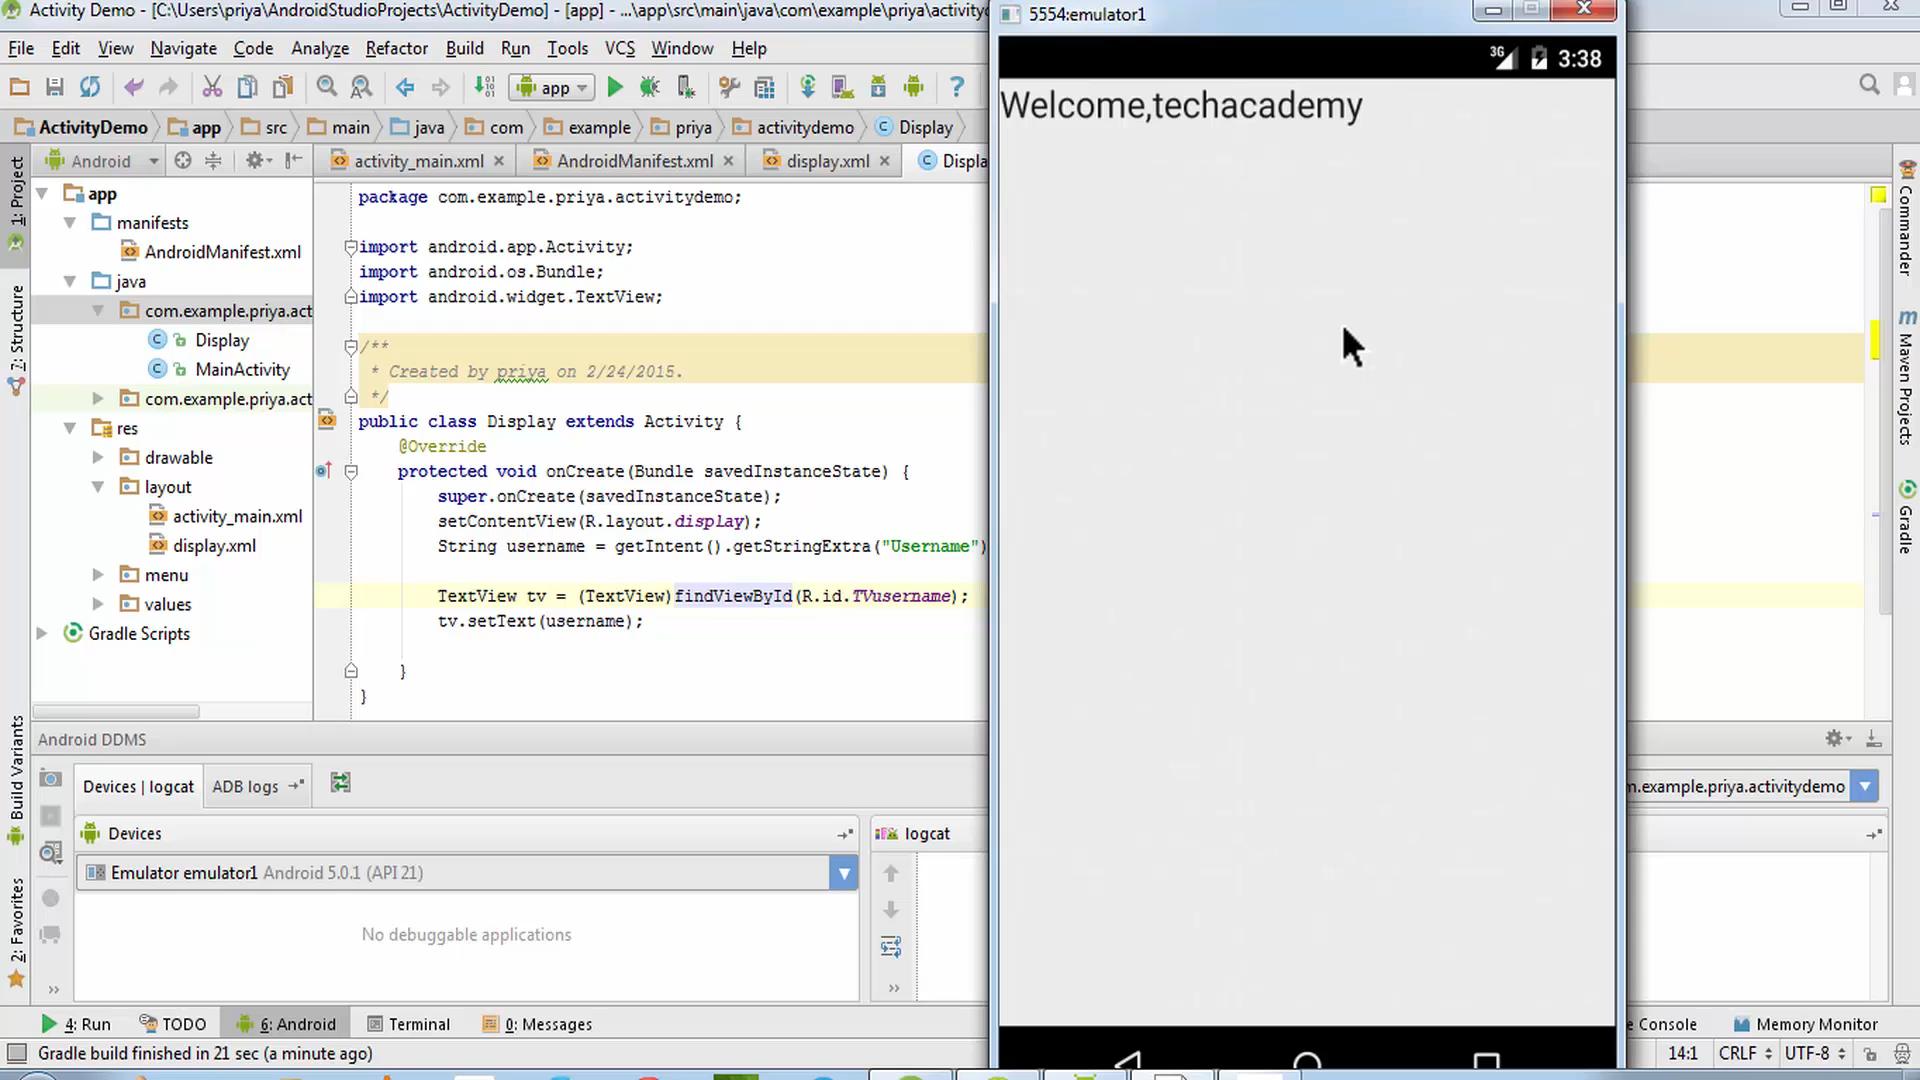 Activity Demo - [C:\Users\priya\AndroidStudioProjects\ActivityDemo] - [app] - ...\app\src\main\java\com\example\priya\activityc
5554:emulator1
File Edit View Navigate Code Analyze Refactor Build Run Tools VCS Window Help
3G 3:38
app
Welcome,techacademy
ActivityDemo app src main java com example priya activitydemo Display
Android activity_main.xml AndroidManifest.xml display.xml Displa
1: Project
7: Structure
Build Variants
2: Favorites
app
manifests
AndroidManifest.xml
java
com.example.priya.act
Display
MainActivity
com.example.priya.act
res
drawable
layout
activity_main.xml
display.xml
menu
values
Gradle Scripts
package com.example.priya.activitydemo;
import android.app.Activity;
import android.os.Bundle;
import android.widget.TextView;
/**
* Created by priya on 2/24/2015.
*/
public class Display extends Activity {
@Override
protected void onCreate(Bundle savedInstanceState) {
super.onCreate(savedInstanceState);
setContentView(R.layout.display);
String username = getIntent().getStringExtra("Username")
TextView tv = (TextView)findViewById(R.id.TVusername);
tv.setText(username);
}
}
Commander
Maven Projects
Gradle
Android DDMS
Devices | logcat ADB logs
m.example.priya.activitydemo
Devices
logcat
Emulator emulator1 Android 5.0.1 (API 21)
No debuggable applications
4: Run TODO 6: Android Terminal 0: Messages
e Console Memory Monitor
Gradle build finished in 21 sec (a minute ago)
14:1 CRLF UTF-8